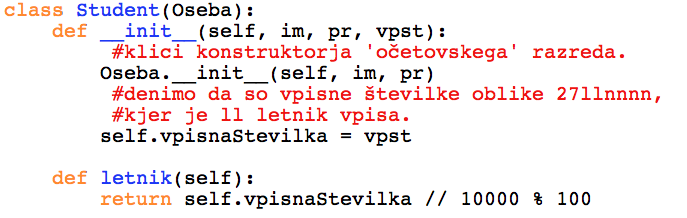 class Student(Oseba):
    def __init__(self, im, pr, vpst):
         #klici konstruktorja 'očetovskega' razreda.
        Oseba.__init__(self, im, pr)
         #denimo da so vpisne številke oblike 27llnnnn,
         #kjer je ll letnik vpisa.
        self.vpisnaStevilka = vpst

    def letnik(self):
        return self.vpisnaStevilka // 10000 % 100